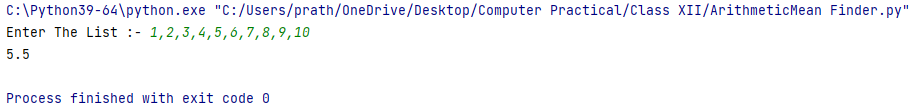 C:\Python39-64\python.exe "C:/Users/prath/OneDrive/Desktop/Computer Practical/Class XII/ArithmeticMean Finder.py"
Enter The List :- 1,2,3,4,5,6,7,8,9,10
5.5
Process finished with exit code 0